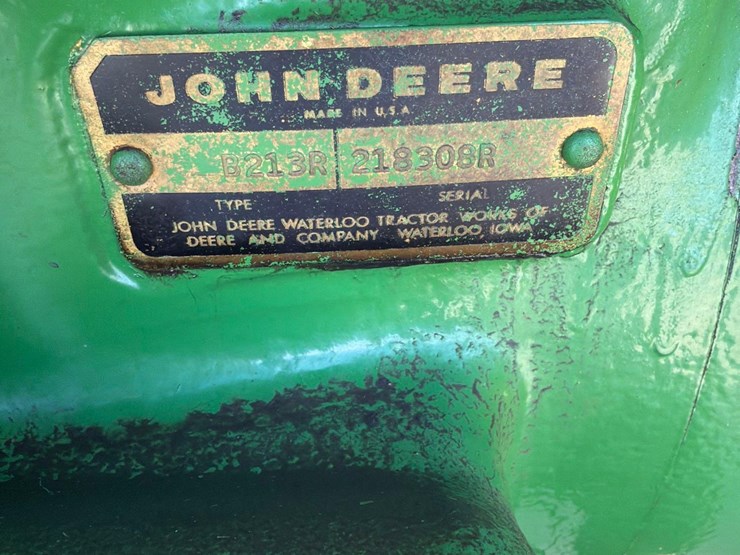 JOHN DEERE
MADE IN U.S.A
B213R 218308R
TYPE SERIAL
JOHN DEERE WATERLOO TRACTOR WORKS OF
DEERE AND COMPANY WATERLOO, IOWA